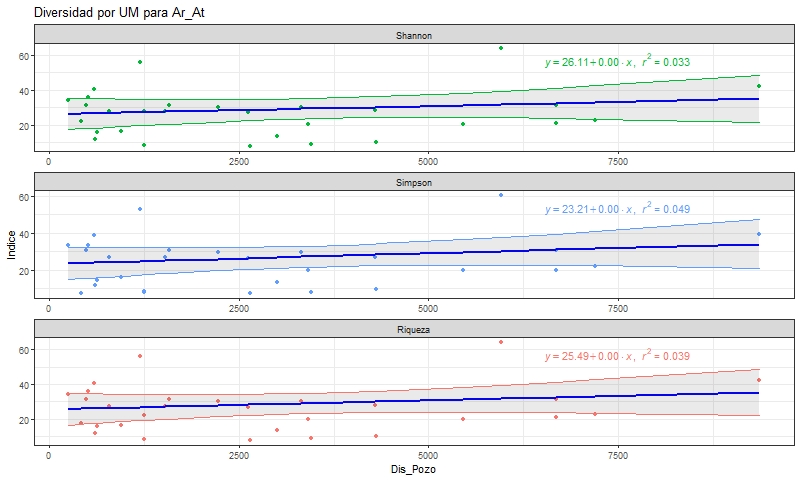 Diversidad por UM para Ar_At
Shannon
y = 26.11+0.00 · x,  r² = 0.033
60
40
20
0 2500 5000 7500
Simpson
y = 23.21+0.00 · x,  r² = 0.049
60
40
20
0 2500 5000 7500
Indice
Riqueza
y = 25.49+0.00 · x,  r² = 0.039
60
40
20
0 2500 5000 7500
Dis_Pozo